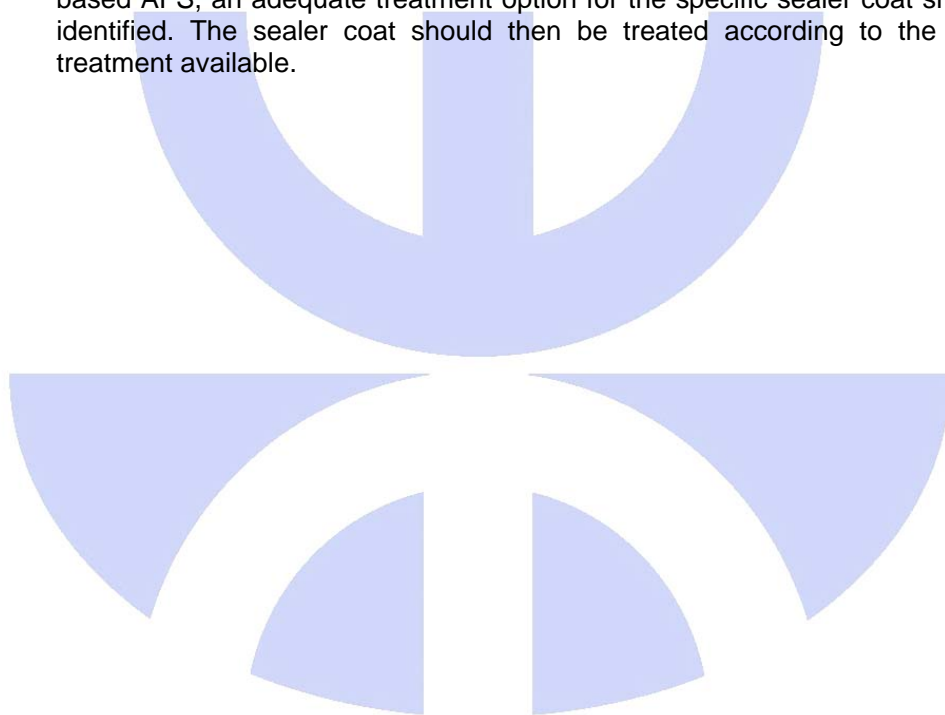 based AFS, an adequate treatment option for the specific sealer coat
identified. The sealer coat should then be treated according to the
treatment available.